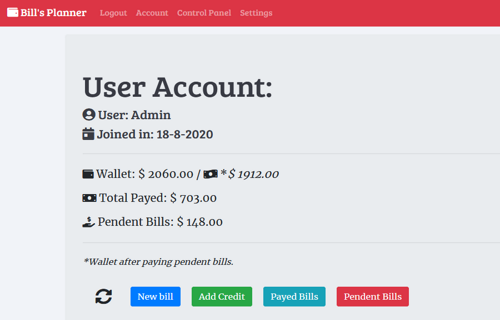 Bill's Planner Logout Account Control Panel Settings
User Account:
User: Admin
Joined in: 18-8-2020
Wallet: $ 2060.00 / *$ 1912.00
Total Payed: $ 703.00
Pendent Bills: $ 148.00
*Wallet after paying pendent bills.
New bill Add Credit Payed Bills Pendent Bills